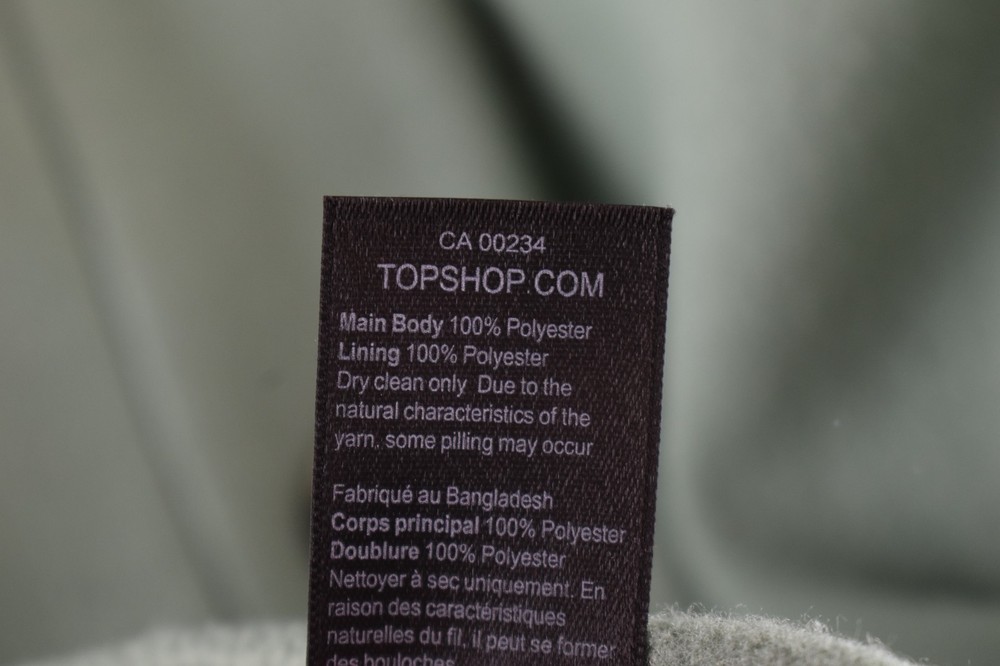 CA 00234
TOPSHOP.COM
Main Body 100% Polyester
Lining 100% Polyester
Dry clean only Due to the
natural characteristics of the
yarn, some pilling may occur
Fabriqué au Bangladesh
Corps principal 100% Polyester
Doublure 100% Polyester
Nettoyer à sec uniquement. En
raison des caractéristiques
naturelles du fil, il peut se former
des bouloches